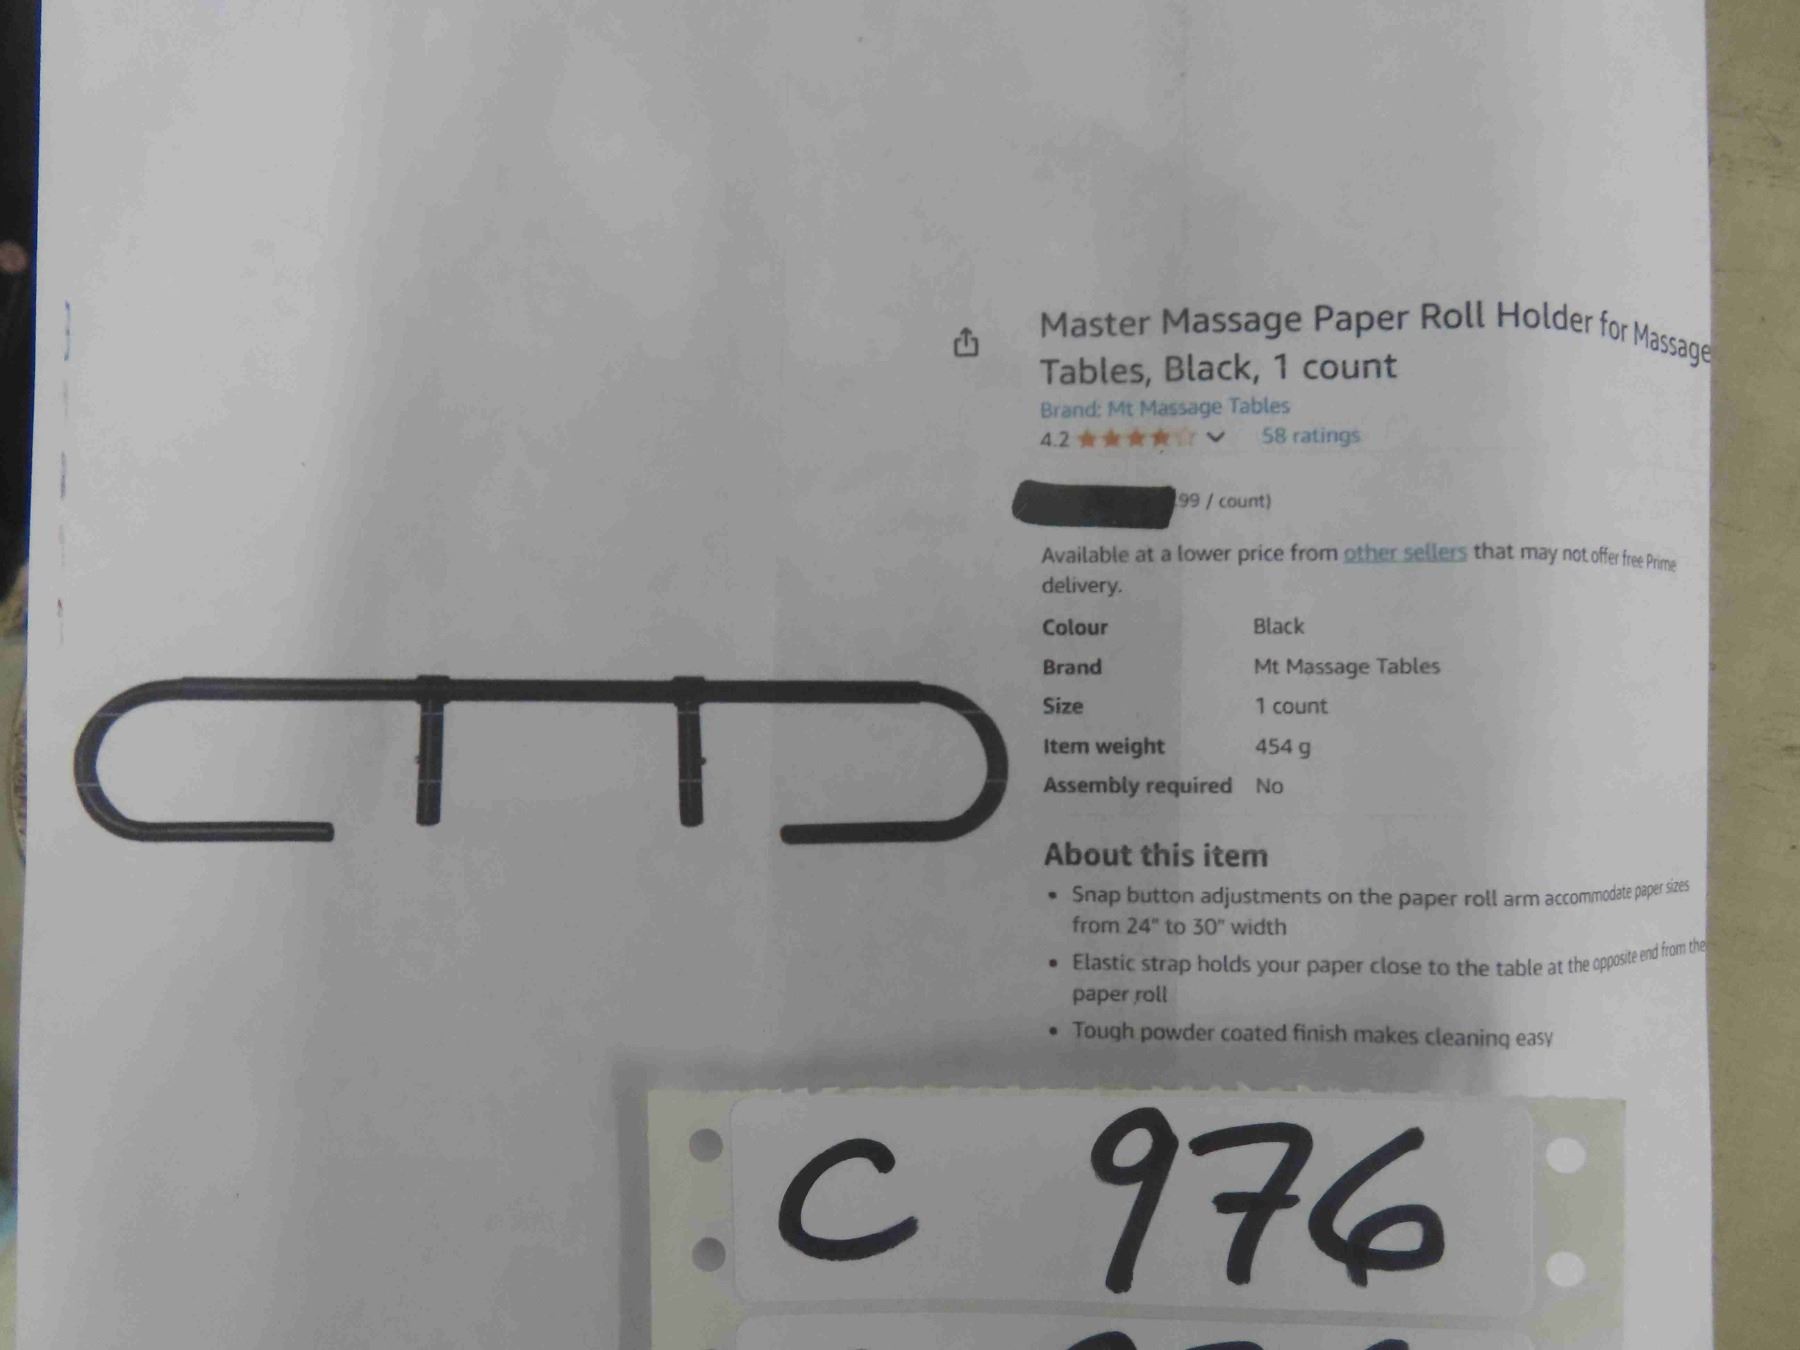 Master Massage Paper Roll Holder for Massage
Tables, Black, 1 count
Brand: Mt Massage Tables
4.2 58 ratings
99 / count)
Available at a lower price from other sellers that may not offer free Prime
delivery.
Colour Black
Brand Mt Massage Tables
Size 1 count
Item weight 454 g
Assembly required No
About this item
• Snap button adjustments on the paper roll arm accommodate paper sizes
from 24" to 30" width
• Elastic strap holds your paper close to the table at the opposite end from the
paper roll
• Tough powder coated finish makes cleaning easy
C 976